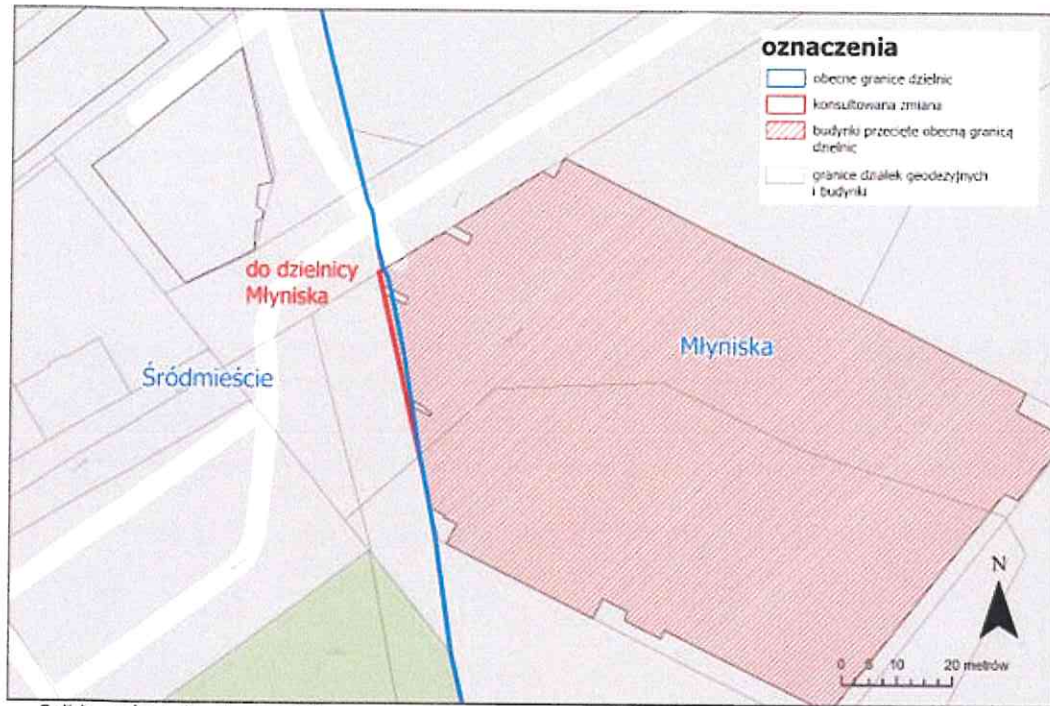 oznaczenia
obecne granice dzielnic
konsultowana zmiana
budynki przecięte obecną granicą
dzielnic
granice działek geodezyjnych
i budynki
do dzielnicy
Młyniska
Młyniska
Śródmieście
N
0 5 10 20 metrów